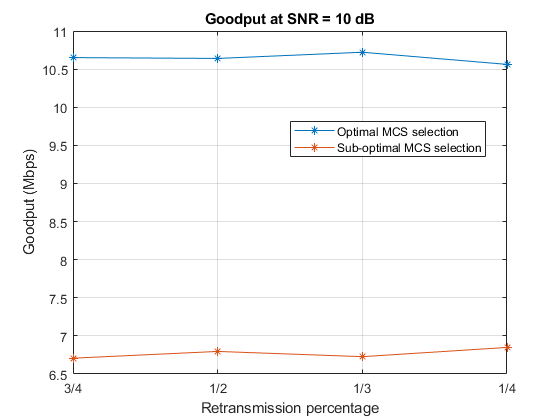 Goodput at SNR = 10 dB
11
10.5
10
9.5
9
8.5
8
7.5
7
6.5
Goodput (Mbps)
Optimal MCS selection
Sub-optimal MCS selection
3/4
1/2
1/3
1/4
Retransmission percentage